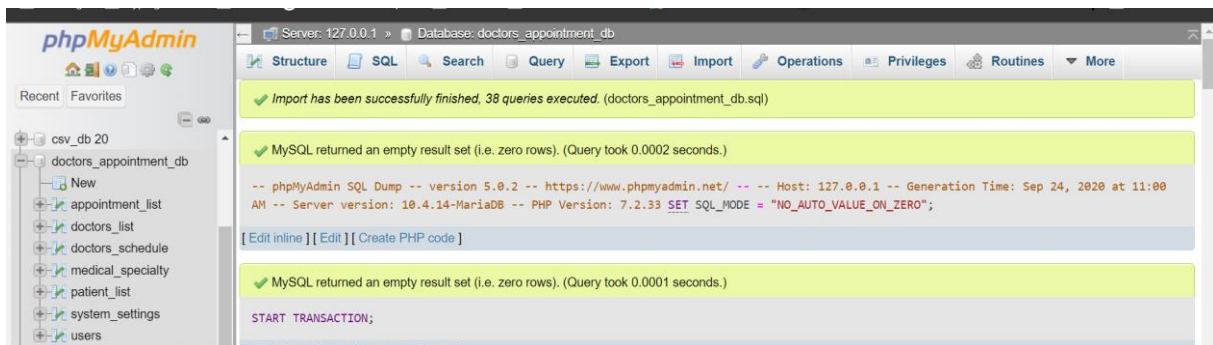 phpMyAdmin
Recent Favorites
csv_db 20
doctors_appointment_db
New
appointment_list
doctors_list
doctors_schedule
medical_specialty
patient_list
system_settings
users
Server: 127.0.0.1 » Database: doctors_appointment_db
Structure SQL Search Query Export Import Operations Privileges Routines More
Import has been successfully finished, 38 queries executed. (doctors_appointment_db.sql)
MySQL returned an empty result set (i.e. zero rows). (Query took 0.0002 seconds.)
-- phpMyAdmin SQL Dump -- version 5.0.2 -- https://www.phpmyadmin.net/ -- -- Host: 127.0.0.1 -- Generation Time: Sep 24, 2020 at 11:00
AM -- Server version: 10.4.14-MariaDB -- PHP Version: 7.2.33 SET SQL_MODE = "NO_AUTO_VALUE_ON_ZERO";
[ Edit inline ] [ Edit ] [ Create PHP code ]
MySQL returned an empty result set (i.e. zero rows). (Query took 0.0001 seconds.)
START TRANSACTION;